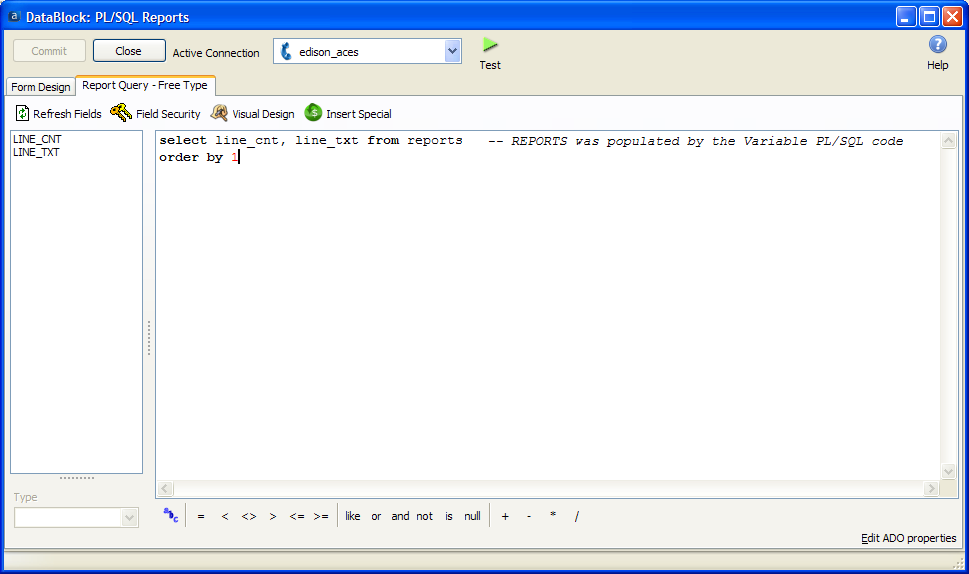 DataBlock: PL/SQL Reports
Commit Close Active Connection edison_aces Test Help
Form Design Report Query - Free Type
Refresh Fields Field Security Visual Design Insert Special
LINE_CNT
LINE_TXT
select line_cnt, line_txt from reports -- REPORTS was populated by the Variable PL/SQL code
order by 1
Type
abc = < <> > <= >= like or and not is null + - * /
Edit ADO properties